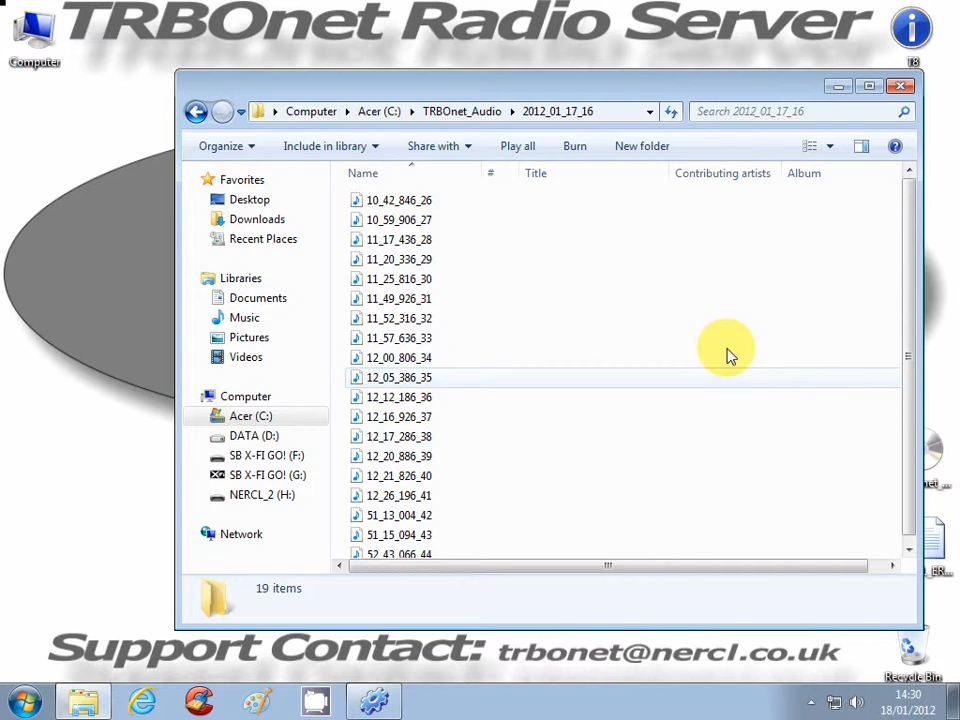 TRBOnet Radio Server
Computer
T8
Computer Acer (C:) TRBOnet_Audio 2012_01_17_16
Search 2012_01_17_16
Organize Include in library Share with Play all Burn New folder
Name # Title Contributing artists Album
Favorites
Desktop
Downloads
Recent Places
Libraries
Documents
Music
Pictures
Videos
Computer
Acer (C:)
DATA (D:)
SB X-FI GO! (F:)
SB X-FI GO! (G:)
NERCL_2 (H:)
Network
10_42_846_26
10_59_906_27
11_17_436_28
11_20_336_29
11_25_816_30
11_49_926_31
11_52_316_32
11_57_636_33
12_00_806_34
12_05_386_35
12_12_186_36
12_16_926_37
12_17_286_38
12_20_886_39
12_21_826_40
12_26_196_41
51_13_004_42
51_15_094_43
52_43_066_44
19 items
net_...
_ER...
Support Contact: trbonet@nercl.co.uk
Recycle Bin
14:30
18/01/2012